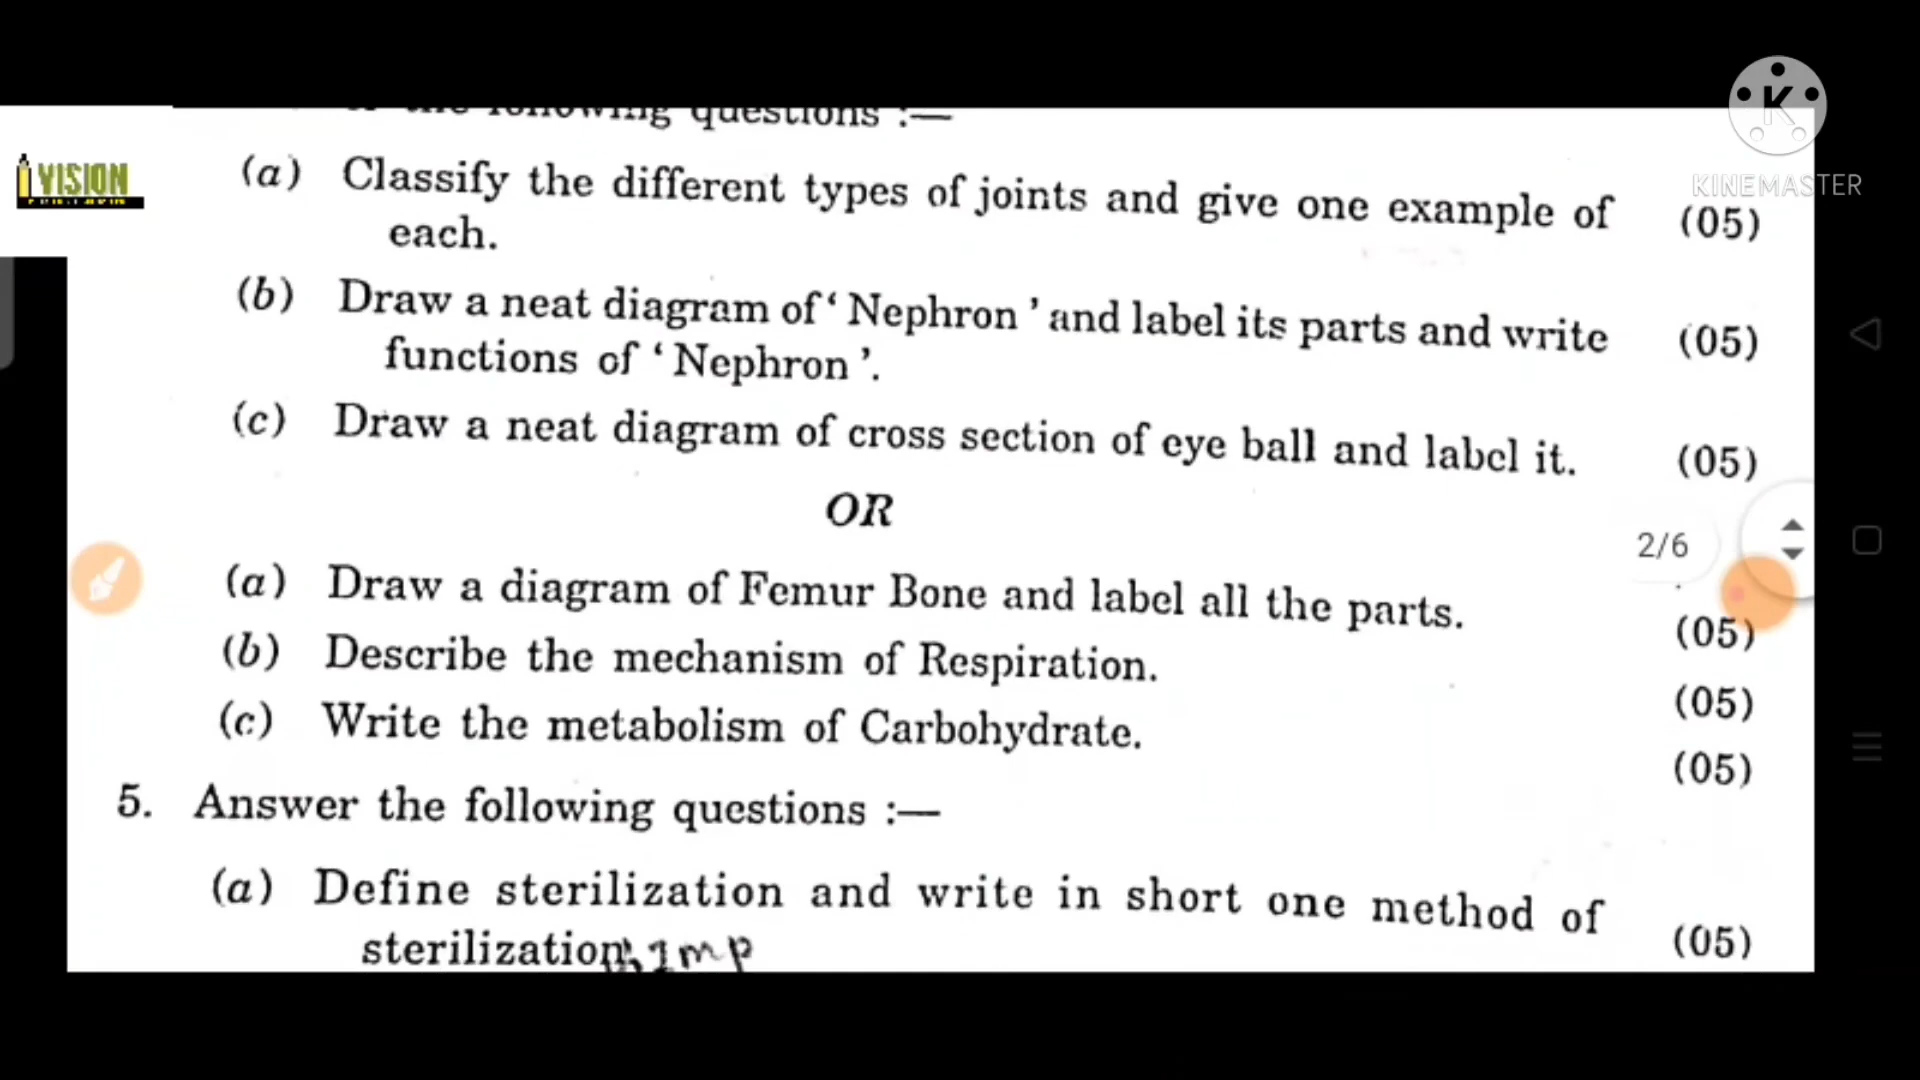 the following questions :—
K
KINEMASTER
VISION
(a) Classify the different types of joints and give one example of (05)
each.
(b) Draw a neat diagram of ‘ Nephron ’ and label its parts and write (05)
functions of ‘ Nephron ’.
(c) Draw a neat diagram of cross section of eye ball and label it. (05)
OR
2/6
(a) Draw a diagram of Femur Bone and label all the parts. (05)
(b) Describe the mechanism of Respiration. (05)
(c) Write the metabolism of Carbohydrate. (05)
5. Answer the following questions :—
(a) Define sterilization and write in short one method of (05)
sterilization. Imp